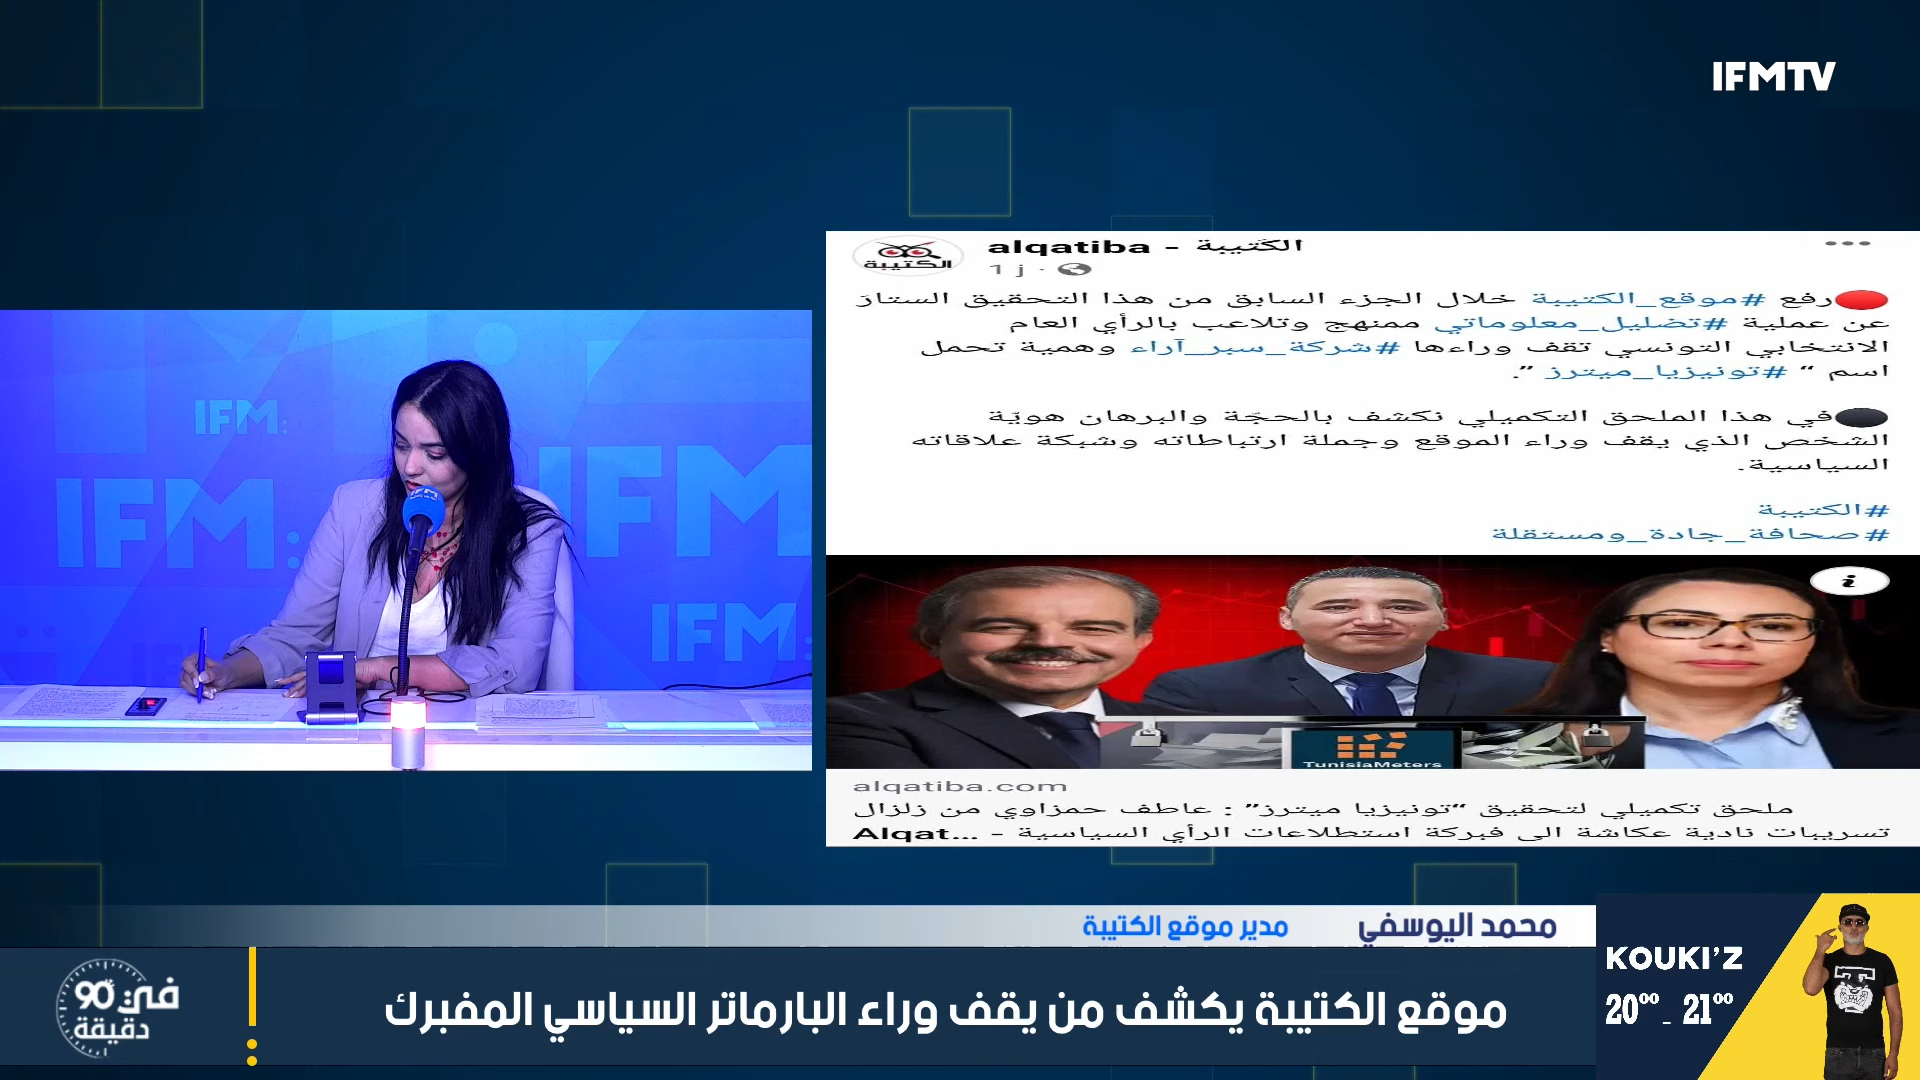 IFMTV
alqatiba - الكتيبة
1 j ·
الكتيبة
رفع #موقع_الكتيبة خلال الجزء السابق من هذا التحقيق الستارَ
عن عملية #تضليل_معلوماتي ممنهج وتلاعب بالرأي العام
الانتخابي التونسي تقف وراءها #شركة_سبر_آراء وهمية تحمل
اسم “ #تونيزيا_ميترز ”.
في هذا الملحق التكميلي نكشف بالحجّة والبرهان هويّة
الشخص الذي يقف وراء الموقع وجملة ارتباطاته وشبكة علاقاته
السياسية.
#الكتيبة
#صحافة_جادة_ومستقلة
TunisiaMeters
alqatiba.com
ملحق تكميلي لتحقيق “تونيزيا ميترز” : عاطف حمزاوي من زلزال
تسريبات نادية عكاشة الى فبركة استطلاعات الرأي السياسية - Alqat...
IFM:
IFM:
IFM
IFM:
محمد اليوسفي مدير موقع الكتيبة
موقع الكتيبة يكشف من يقف وراء البارماتر السياسي المفبرك
في 90 دقيقة
KOUKI'Z
20⁰⁰ - 21⁰⁰